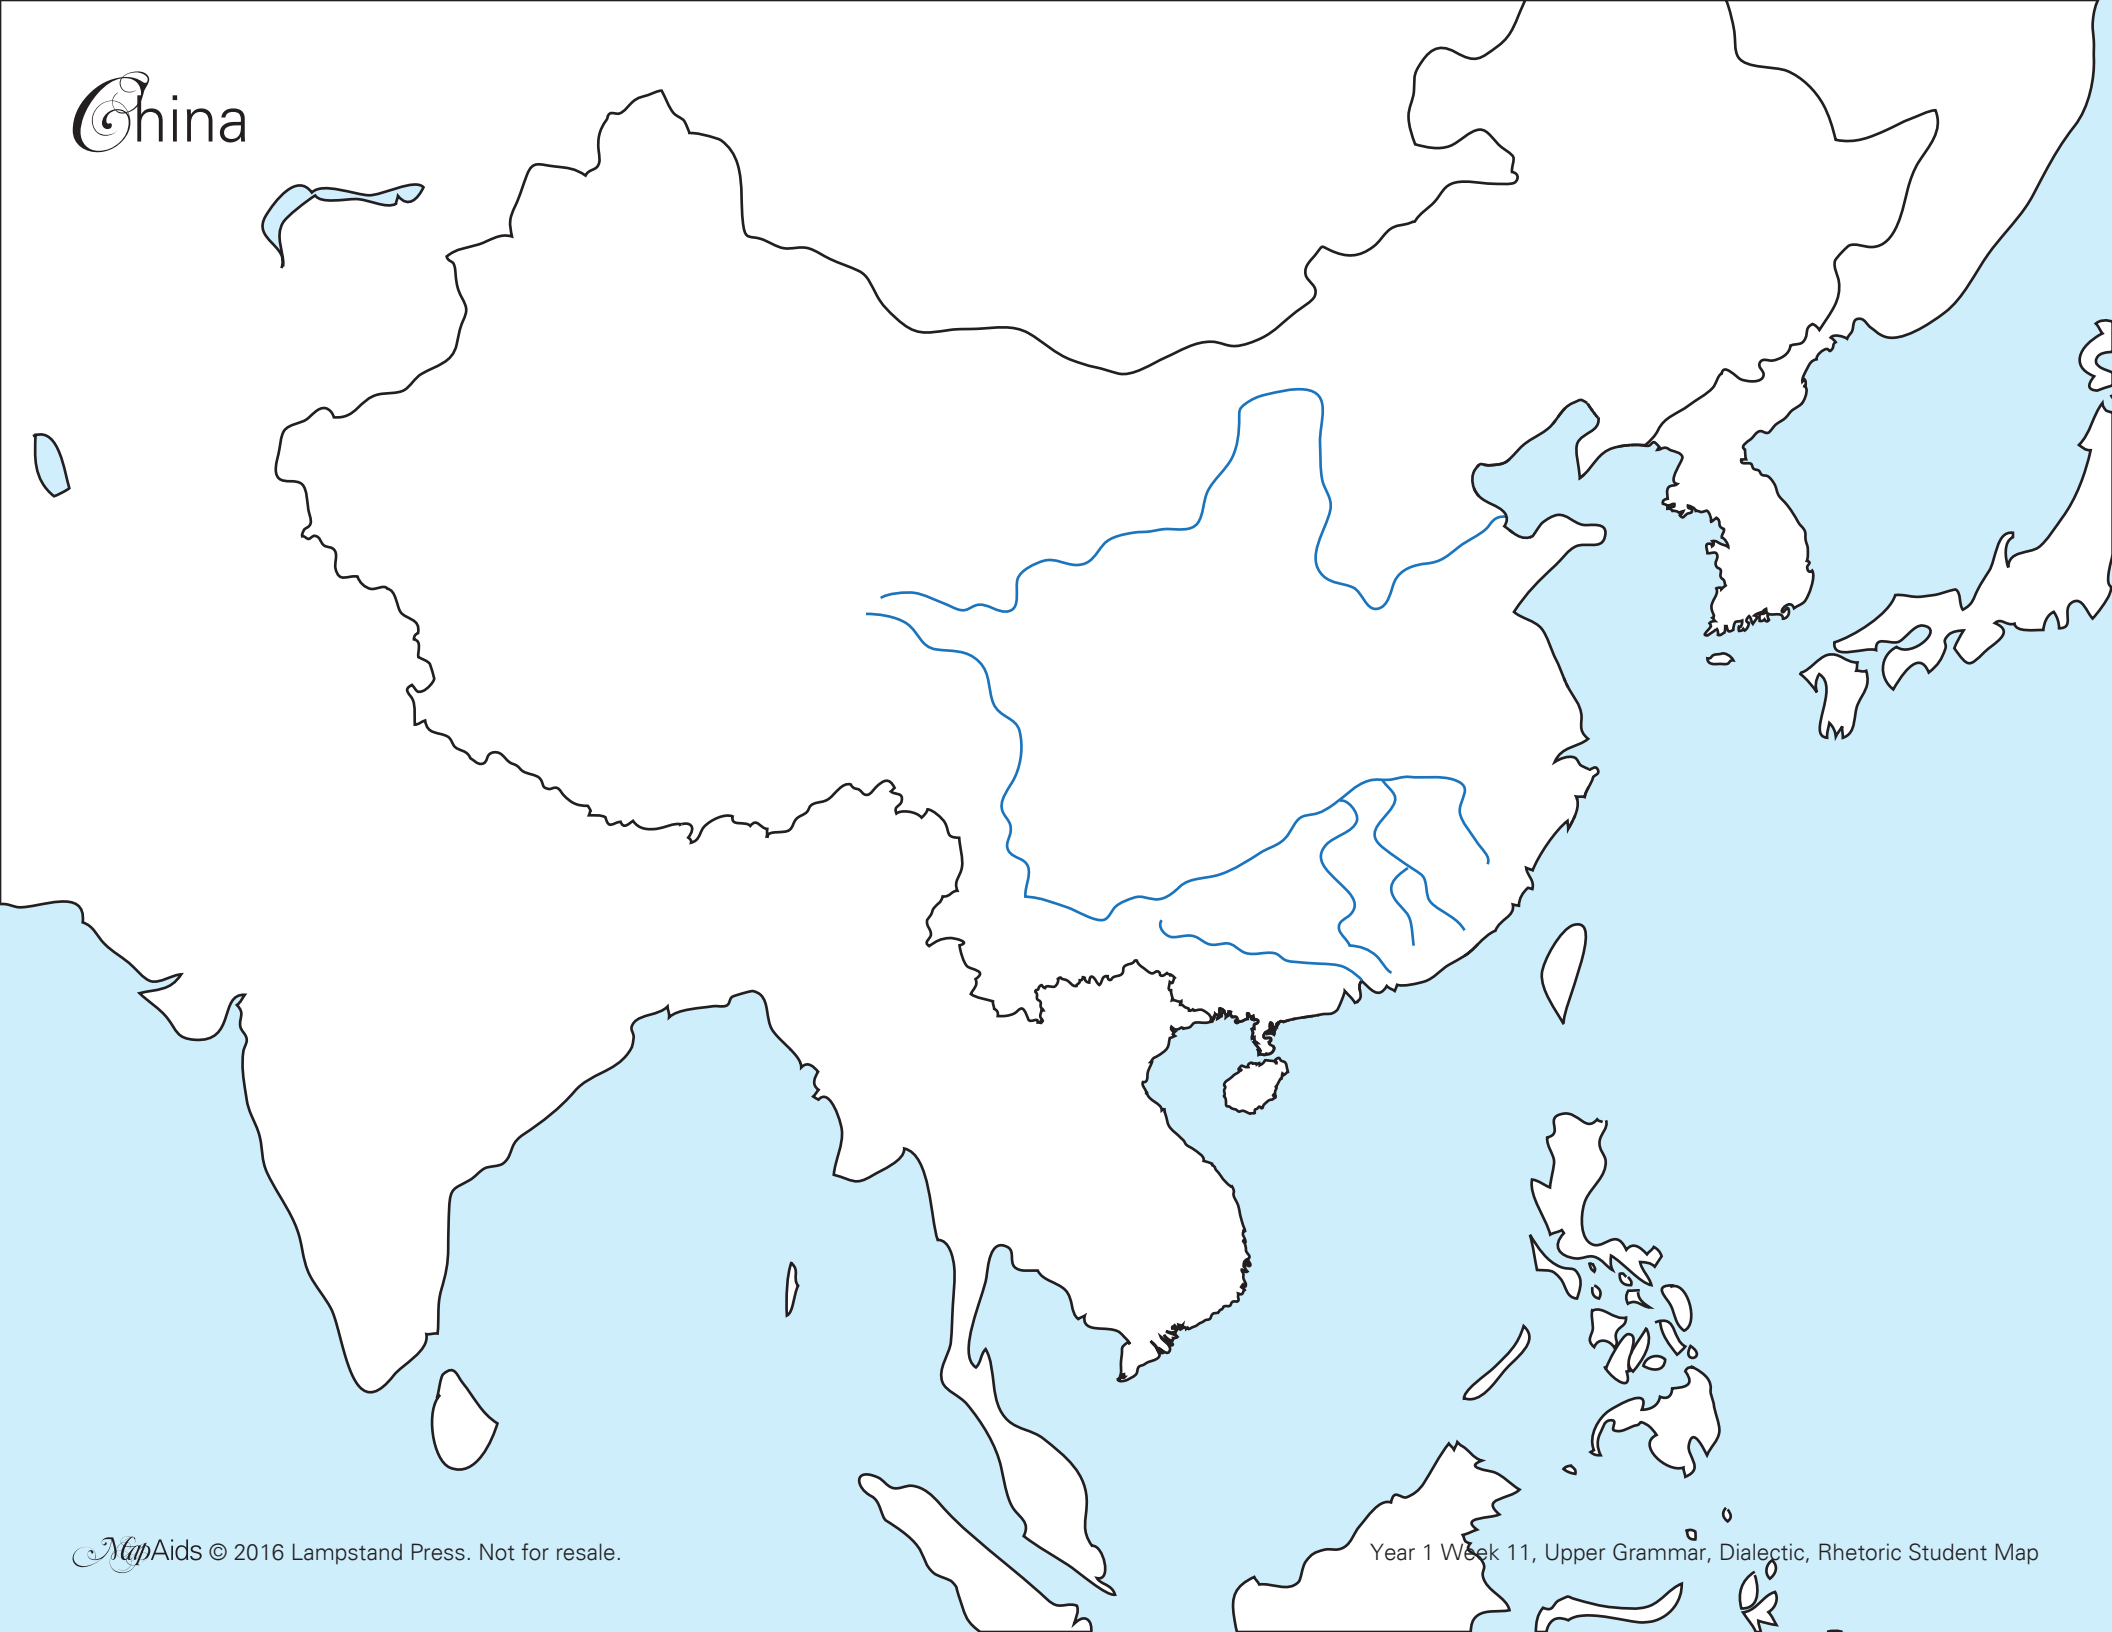 China
MapAids © 2016 Lampstand Press. Not for resale.
Year 1 Week 11, Upper Grammar, Dialectic, Rhetoric Student Map